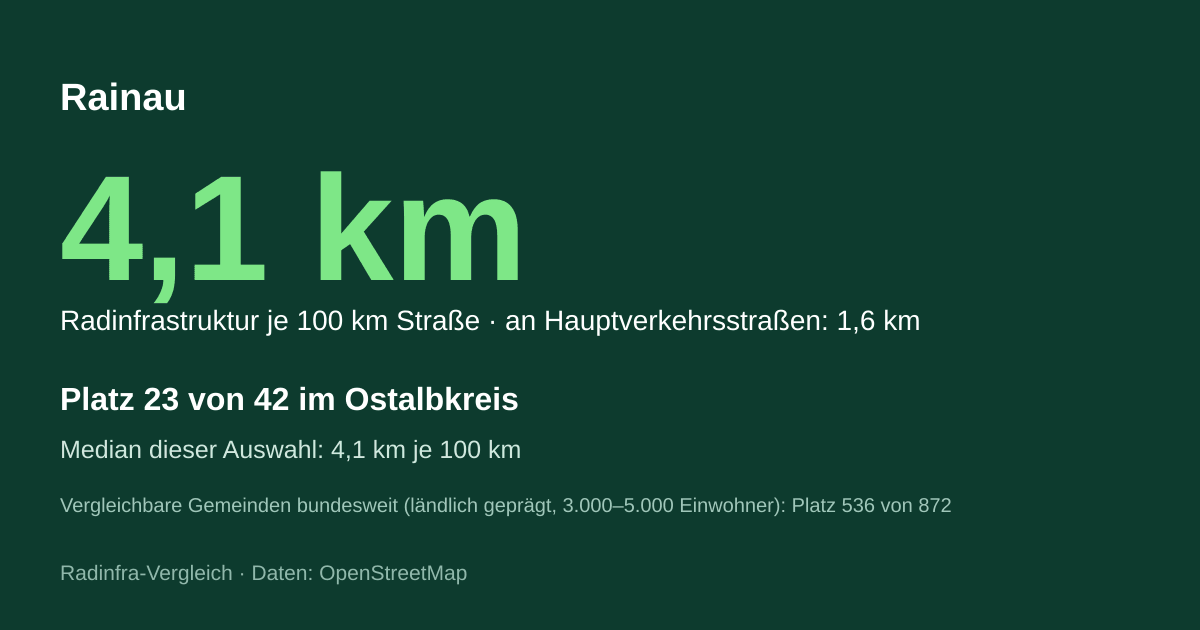 Rainau
4,1 km
Radinfrastruktur je 100 km Straße · an Hauptverkehrsstraßen: 1,6 km
Platz 23 von 42 im Ostalbkreis
Median dieser Auswahl: 4,1 km je 100 km
Vergleichbare Gemeinden bundesweit (ländlich geprägt, 3.000–5.000 Einwohner): Platz 536 von 872
Radinfra-Vergleich · Daten: OpenStreetMap